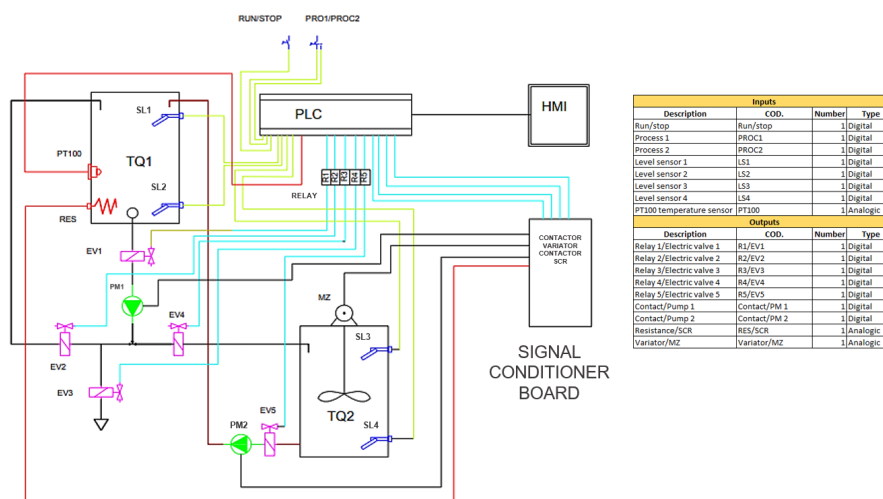 RUN/STOP PRO1/PROC2
SL1
PLC
HMI
PT100
TQ1
SL2
R1 R2 R3 R4 R5
RELAY
RES
EV1
CONTACTOR
VARIATOR
CONTACTOR
SCR
PM1
MZ
EV4
SL3
EV2
SIGNAL
CONDITIONER
BOARD
EV3
EV5
TQ2
PM2
SL4
Inputs
Description COD. Number Type
Run/stop Run/stop 1 Digital
Process 1 PROC1 1 Digital
Process 2 PROC2 1 Digital
Level sensor 1 LS1 1 Digital
Level sensor 2 LS2 1 Digital
Level sensor 3 LS3 1 Digital
Level sensor 4 LS4 1 Digital
PT100 temperature sensor PT100 1 Analogic
Outputs
Description COD. Number Type
Relay 1/Electric valve 1 R1/EV1 1 Digital
Relay 2/Electric valve 2 R2/EV2 1 Digital
Relay 3/Electric valve 3 R3/EV3 1 Digital
Relay 4/Electric valve 4 R4/EV4 1 Digital
Relay 5/Electric valve 5 R5/EV5 1 Digital
Contact/Pump 1 Contact/PM 1 1 Digital
Contact/Pump 2 Contact/PM 2 1 Digital
Resistance/SCR RES/SCR 1 Analogic
Variator/MZ Variator/MZ 1 Analogic